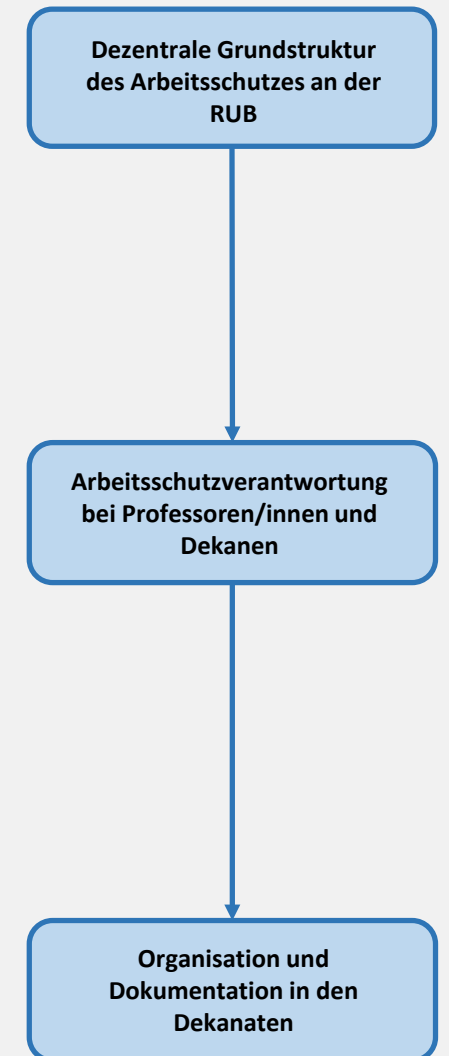 Dezentrale Grundstruktur
des Arbeitsschutzes an der
RUB
Arbeitsschutzverantwortung
bei Professoren/innen und
Dekanen
Organisation und
Dokumentation in den
Dekanaten